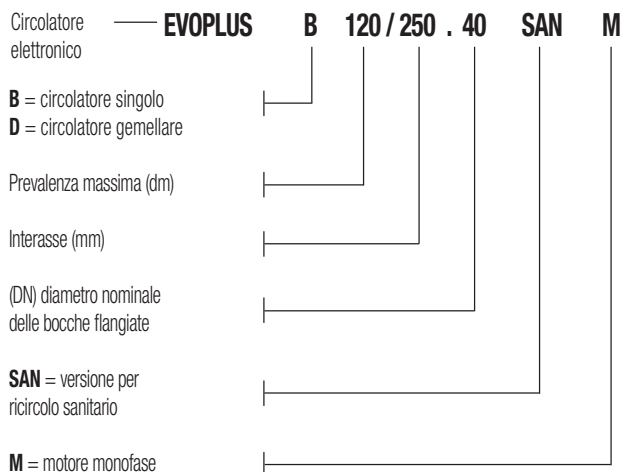 Circolatore elettronico EVOPLUS B 120 / 250 . 40 SAN M
B = circolatore singolo
D = circolatore gemellare
Prevalenza massima (dm)
Interasse (mm)
(DN) diametro nominale
delle bocche flangiate
SAN = versione per
ricircolo sanitario
M = motore monofase